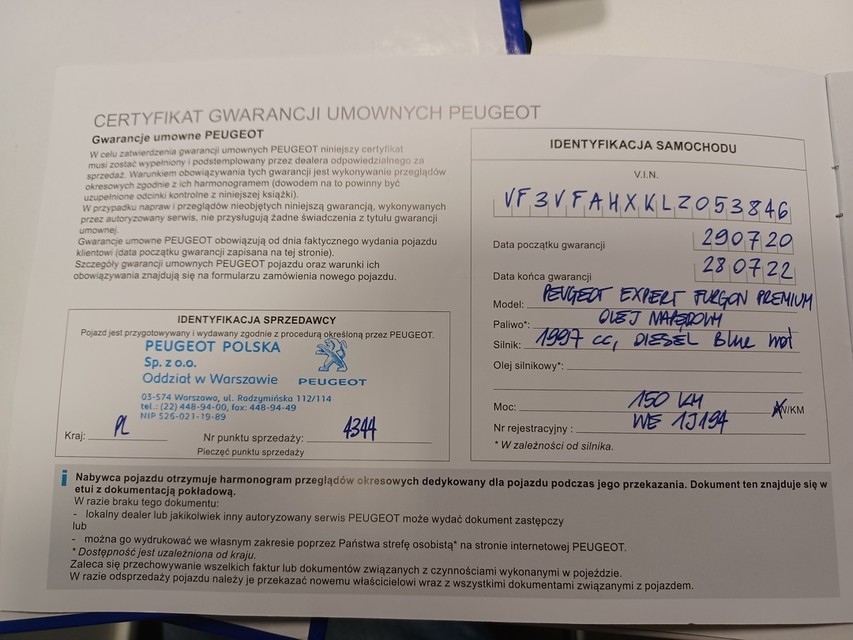 CERTYFIKAT GWARANCJI UMOWNYCH PEUGEOT
Gwarancje umowne PEUGEOT
W celu zatwierdzenia gwarancji umownych PEUGEOT niniejszy certyfikat
musi zostać wypełniony i podstemplowany przez dealera odpowiedzialnego za
sprzedaż. Warunkiem obowiązywania tych gwarancji jest wykonywanie przeglądów
okresowych zgodnie z ich harmonogramem (dowodem na to powinny być
uzupełnione odcinki kontrolne z niniejszej książki).
W przypadku napraw i przeglądów nieobjętych niniejszą gwarancją, wykonywanych
przez autoryzowany serwis, nie przysługują żadne świadczenia z tytułu gwarancji
umownej.
Gwarancje umowne PEUGEOT obowiązują od dnia faktycznego wydania pojazdu
klientowi (data początku gwarancji zapisana na tej stronie).
Szczegóły gwarancji umownych PEUGEOT pojazdu oraz warunki ich
obowiązywania znajdują się na formularzu zamówienia nowego pojazdu.
IDENTYFIKACJA SPRZEDAWCY
Pojazd jest przygotowywany i wydawany zgodnie z procedurą określoną przez PEUGEOT.
PEUGEOT POLSKA
Sp. z o.o.
Oddział w Warszawie
PEUGEOT
03-574 Warszawa, ul. Radzymińska 112/114
tel.: (22) 448-94-00, fax: 448-94-49
NIP 526-021-19-89
Kraj: PL Nr punktu sprzedaży: 4344
Pieczęć punktu sprzedaży
IDENTYFIKACJA SAMOCHODU
V.I.N.
VF3VFAHXKLZ053846
Data początku gwarancji 290720
Data końca gwarancji 280722
Model: PEUGEOT EXPERT FURGON PREMIUM
Paliwo*: OLEJ NAPĘDOWY
Silnik: 1997 cc, DIESEL Blue HDI
Olej silnikowy*:
Moc: 150 KM kW/KM
Nr rejestracyjny : WE 1J194
* W zależności od silnika.
i Nabywca pojazdu otrzymuje harmonogram przeglądów okresowych dedykowany dla pojazdu podczas jego przekazania. Dokument ten znajduje się w
etui z dokumentacją pokładową.
W razie braku tego dokumentu:
- lokalny dealer lub jakikolwiek inny autoryzowany serwis PEUGEOT może wydać dokument zastępczy
lub
- można go wydrukować we własnym zakresie poprzez Państwa strefę osobistą* na stronie internetowej PEUGEOT.
* Dostępność jest uzależniona od kraju.
Zaleca się przechowywanie wszelkich faktur lub dokumentów związanych z czynnościami wykonanymi w pojeździe.
W razie odsprzedaży pojazdu należy je przekazać nowemu właścicielowi wraz z wszystkimi dokumentami związanymi z pojazdem.